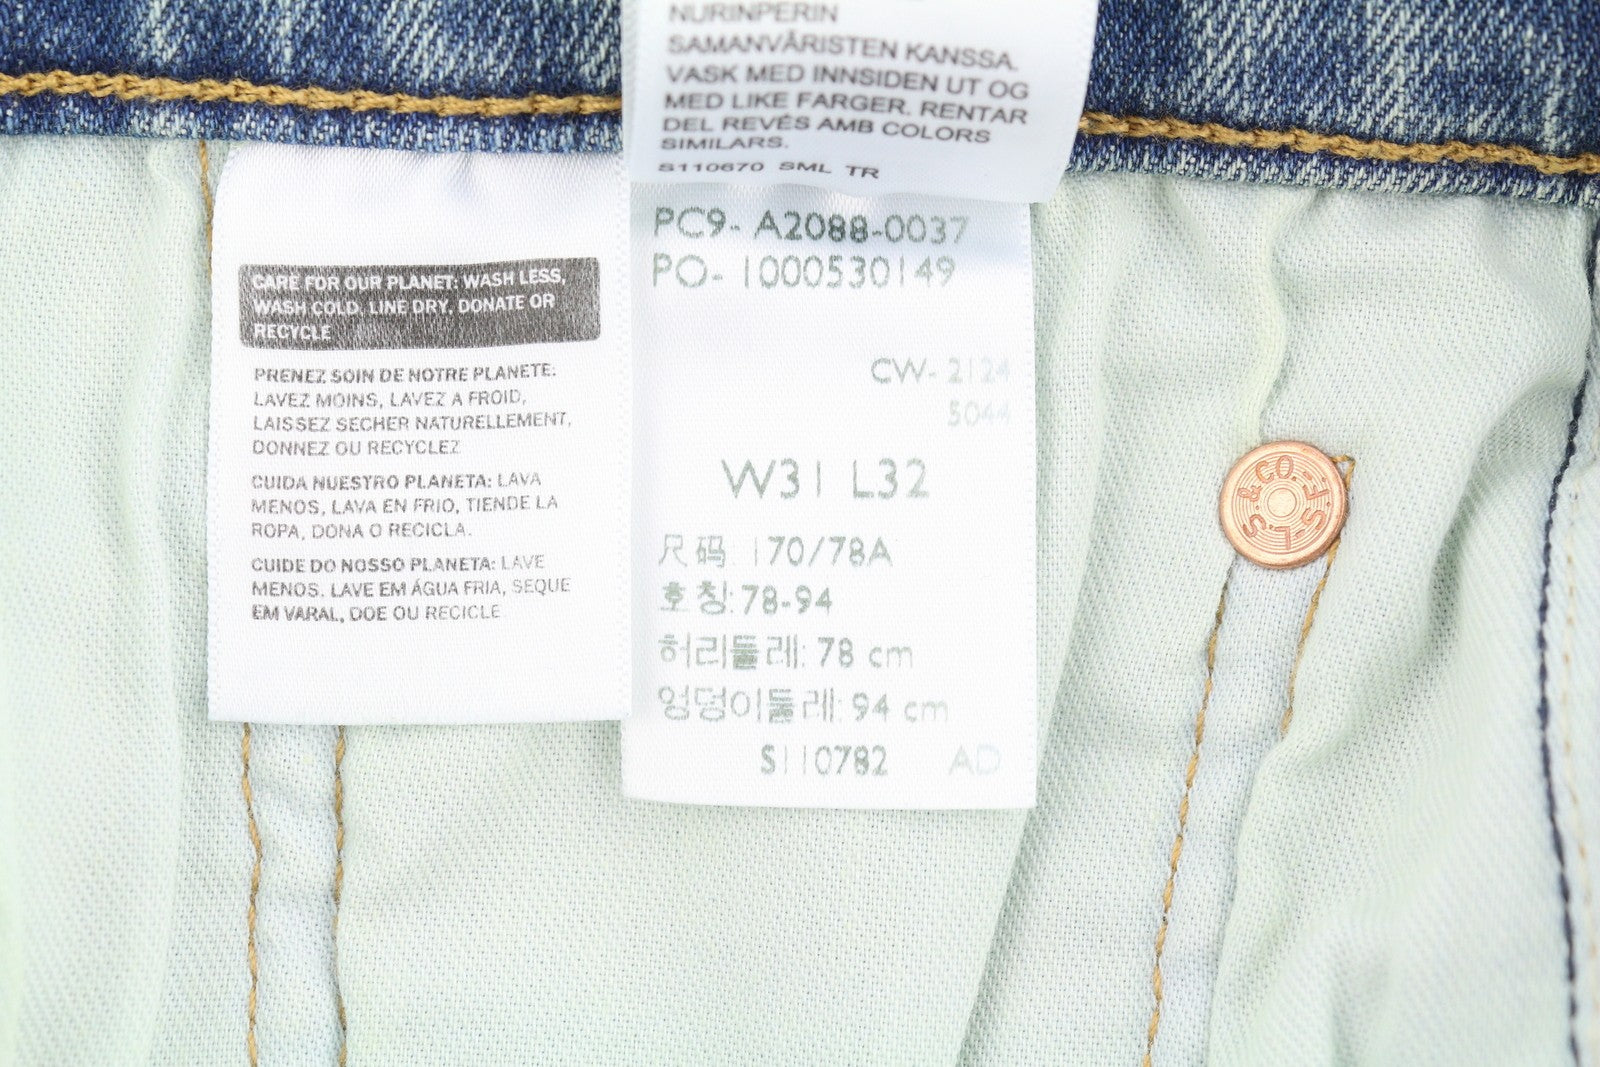 NURINPERIN
SAMANVÄRISTEN KANSSA.
VASK MED INNSIDEN UT OG
MED LIKE FARGER. RENTAR
DEL REVÉS AMB COLORS
SIMILARS.
S110670 SML TR
CARE FOR OUR PLANET: WASH LESS,
WASH COLD, LINE DRY, DONATE OR
RECYCLE
PRENEZ SOIN DE NOTRE PLANETE:
LAVEZ MOINS, LAVEZ A FROID,
LAISSEZ SECHER NATURELLEMENT,
DONNEZ OU RECYCLEZ
CUIDA NUESTRO PLANETA: LAVA
MENOS, LAVA EN FRIO, TIENDE LA
ROPA, DONA O RECICLA.
CUIDE DO NOSSO PLANETA: LAVE
MENOS, LAVE EM ÁGUA FRIA, SEQUE
EM VARAL, DOE OU RECICLE
PC9- A2088-0037
PO- 1000530149
CW- 2124
5044
W31 L32
尺码: 170/78A
호칭: 78-94
허리둘레: 78 cm
엉덩이둘레: 94 cm
S110782 AD
L.S.&CO.-S.F.